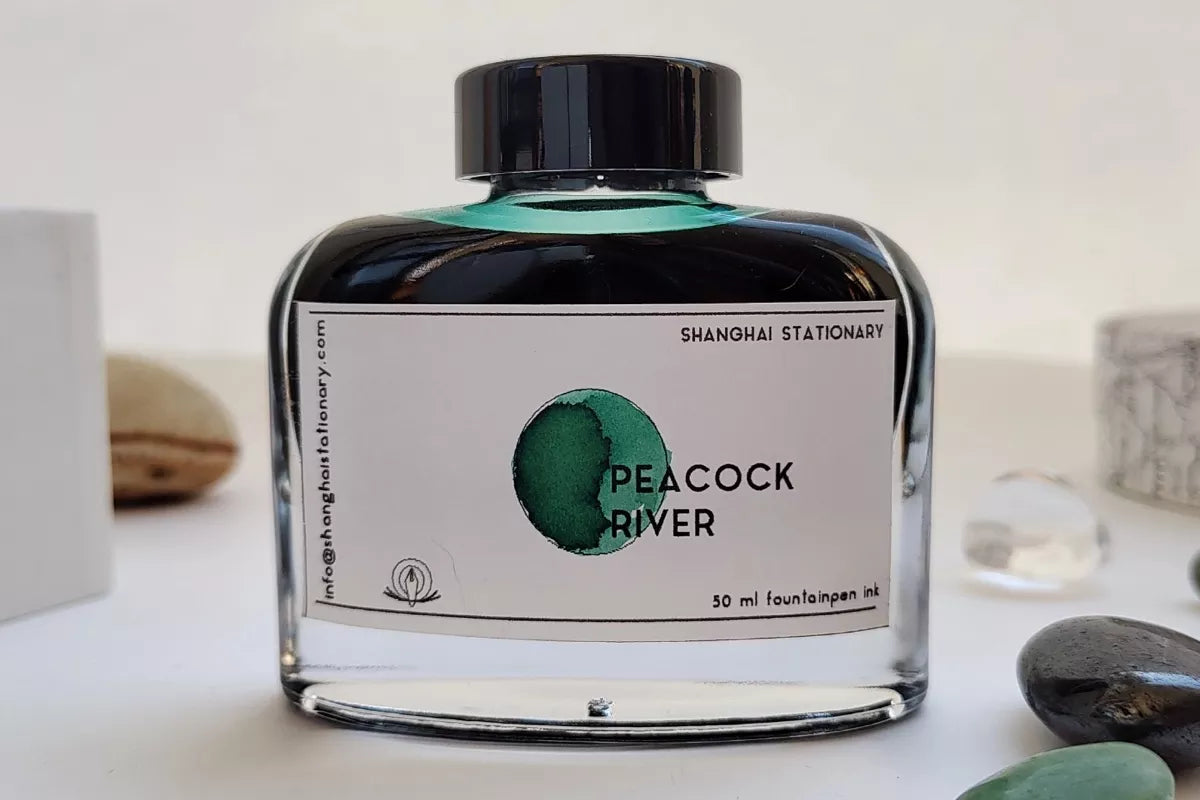 SHANGHAI STATIONARY
info@shanghaistationary.com
PEACOCK
RIVER
50 ml fountainpen ink